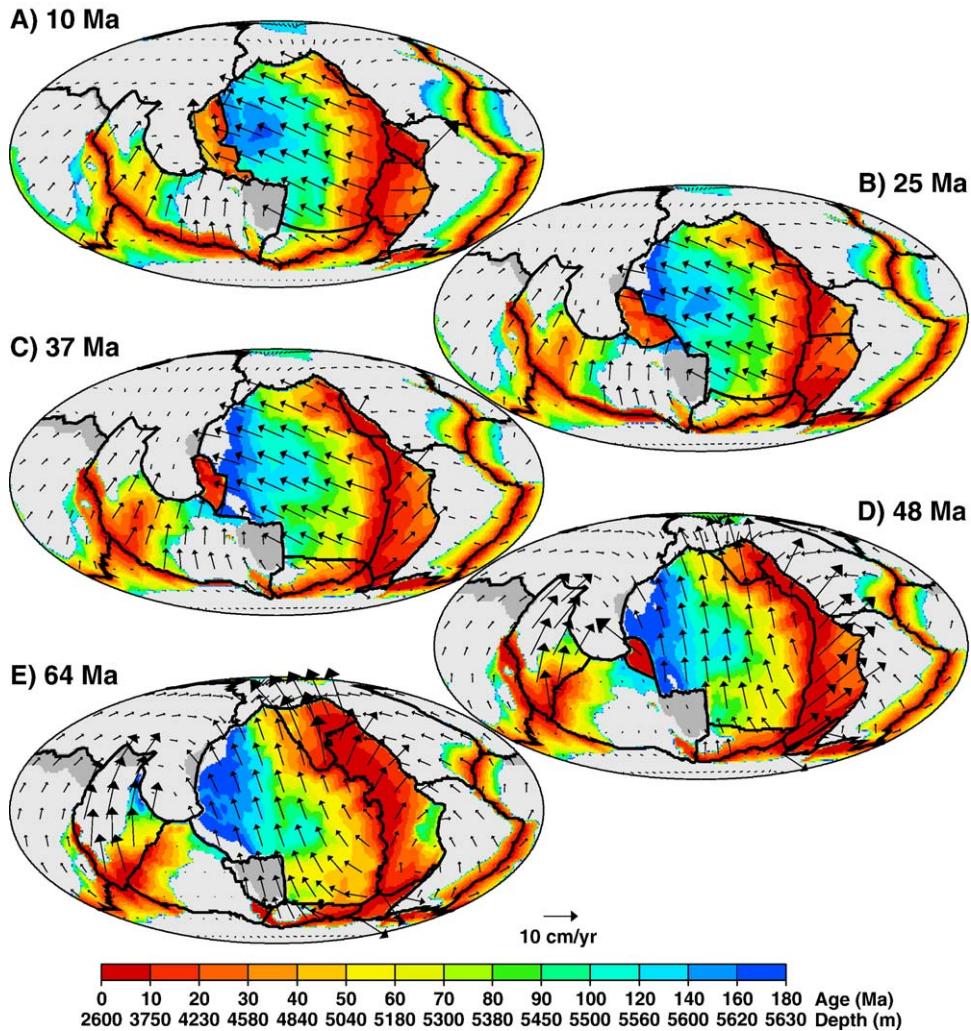 A) 10 Ma
B) 25 Ma
C) 37 Ma
D) 48 Ma
E) 64 Ma
10 cm/yr
0 10 20 30 40 50 60 70 80 90 100 120 140 160 180 Age (Ma)
2600 3750 4230 4580 4840 5040 5180 5300 5380 5450 5500 5560 5600 5620 5630 Depth (m)